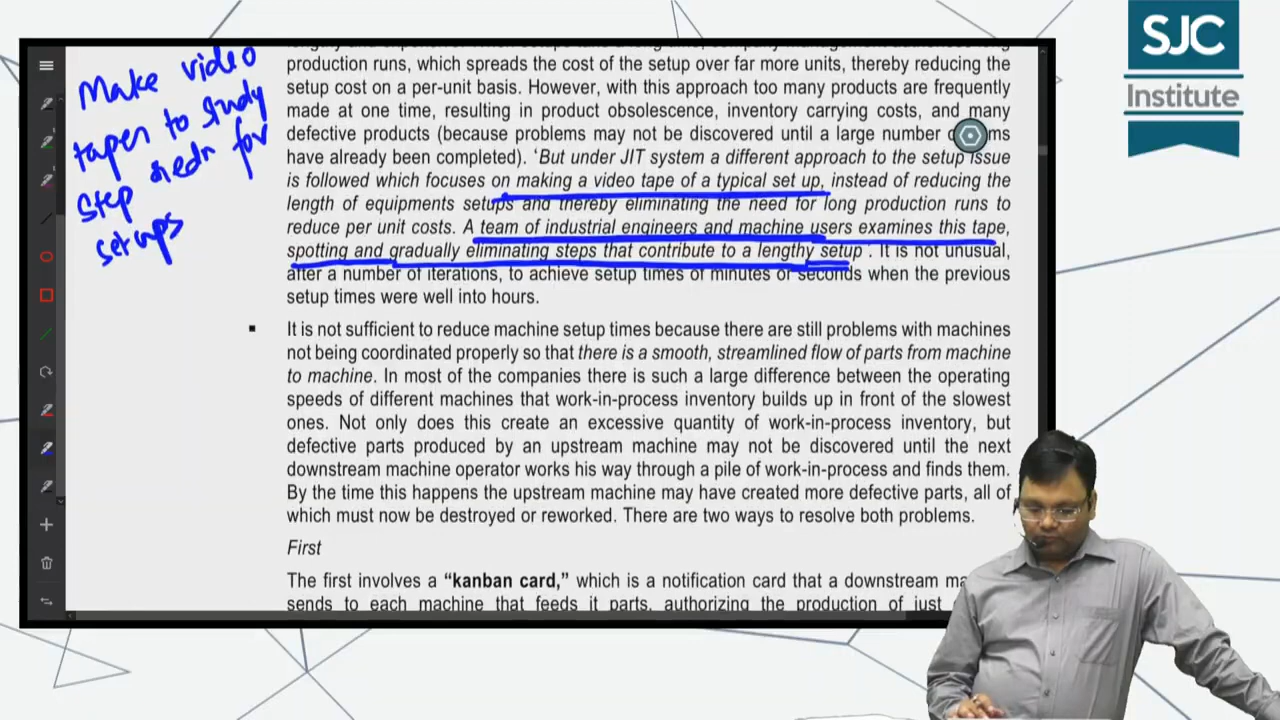 SJC
Institute
Make video
tapen to study
step redn for
setups
production runs, which spreads the cost of the setup over far more units, thereby reducing the
setup cost on a per-unit basis. However, with this approach too many products are frequently
made at one time, resulting in product obsolescence, inventory carrying costs, and many
defective products (because problems may not be discovered until a large number
have already been completed). ‘But under JIT system a different approach to the setup issue
is followed which focuses on making a video tape of a typical set up, instead of reducing the
length of equipments setups and thereby eliminating the need for long production runs to
reduce per unit costs. A team of industrial engineers and machine users examines this tape,
spotting and gradually eliminating steps that contribute to a lengthy setup’. It is not unusual,
after a number of iterations, to achieve setup times of minutes or seconds when the previous
setup times were well into hours.
▪ It is not sufficient to reduce machine setup times because there are still problems with machines
not being coordinated properly so that there is a smooth, streamlined flow of parts from machine
to machine. In most of the companies there is such a large difference between the operating
speeds of different machines that work-in-process inventory builds up in front of the slowest
ones. Not only does this create an excessive quantity of work-in-process inventory, but
defective parts produced by an upstream machine may not be discovered until the next
downstream machine operator works his way through a pile of work-in-process and finds them.
By the time this happens the upstream machine may have created more defective parts, all of
which must now be destroyed or reworked. There are two ways to resolve both problems.
First
The first involves a “kanban card,” which is a notification card that a downstream
sends to each machine that feeds it parts, authorizing the production of just